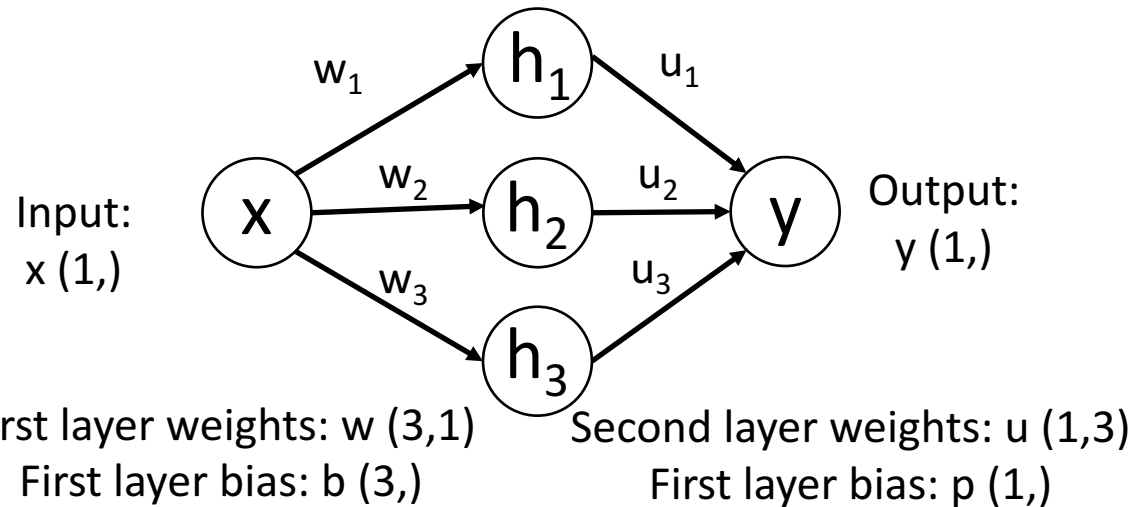 h₁
w₁
u₁
w₂
u₂
Input:
x (1,)
x
h₂
y
Output:
y (1,)
w₃
u₃
h₃
rst layer weights: w (3,1)
First layer bias: b (3,)
Second layer weights: u (1,3)
First layer bias: p (1,)